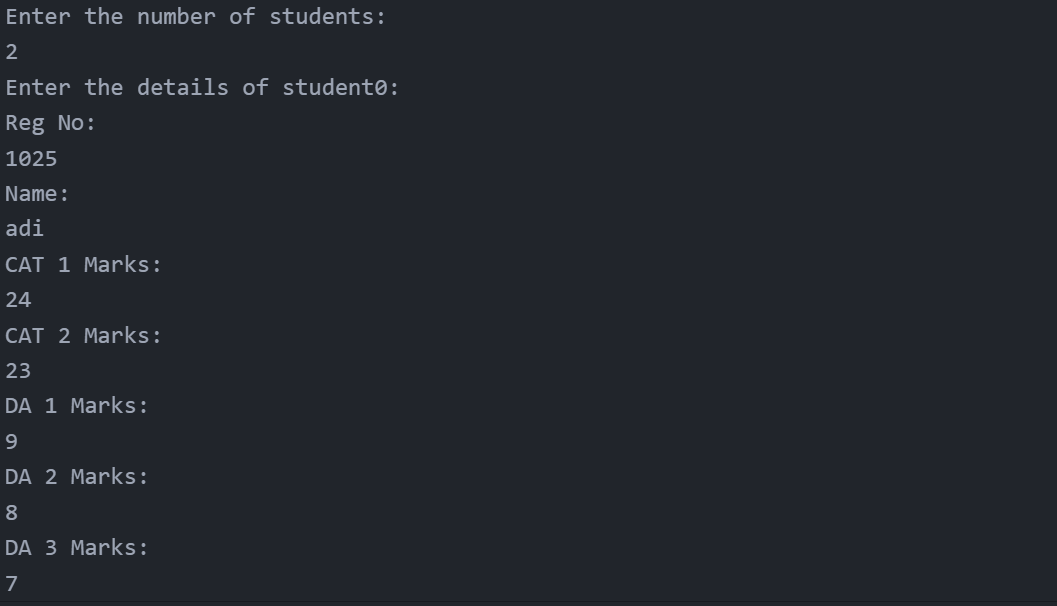 Enter the number of students:
2
Enter the details of student0:
Reg No:
1025
Name:
adi
CAT 1 Marks:
24
CAT 2 Marks:
23
DA 1 Marks:
9
DA 2 Marks:
8
DA 3 Marks:
7